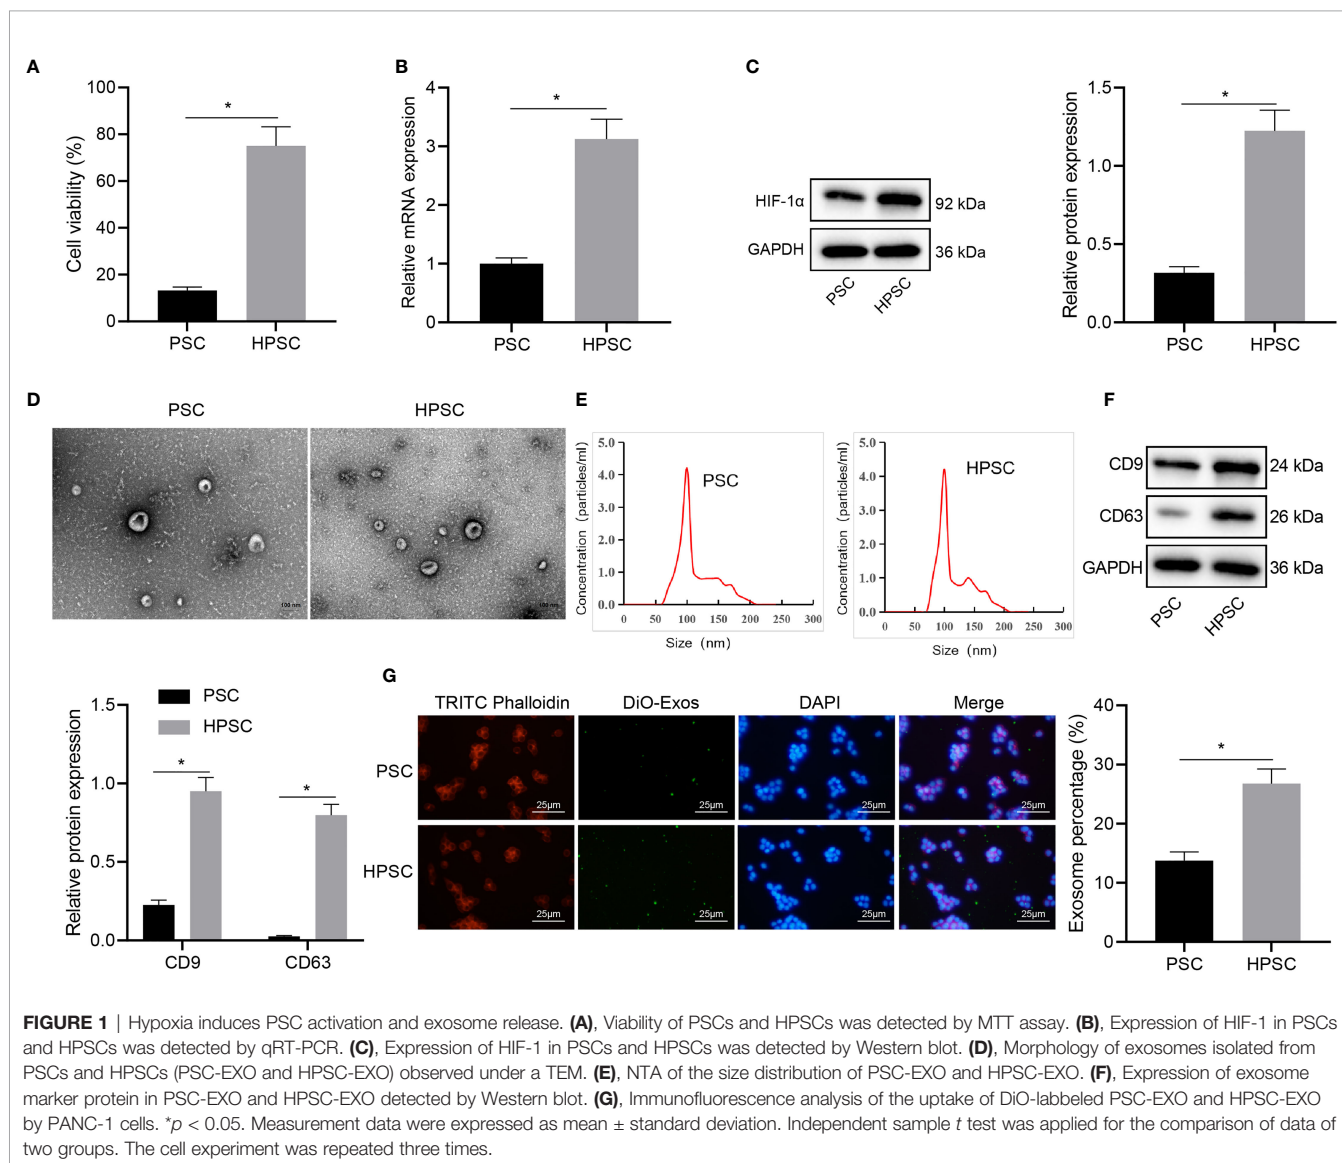 A
100
80
60
40
20
0
Cell viability (%)
*
PSC
HPSC
B
4
3
2
1
0
Relative mRNA expression
*
PSC
HPSC
C
HIF-1α
92 kDa
GAPDH
36 kDa
PSC
HPSC
1.5
1.0
0.5
0.0
Relative protein expression
*
PSC
HPSC
D
PSC
HPSC
100 nm
100 nm
E
5.0
4.0
3.0
2.0
1.0
0.0
Concentration (particles/ml)
PSC
0 50 100 150 200 250 300
Size (nm)
5.0
4.0
3.0
2.0
1.0
0.0
Concentration (particles/ml)
HPSC
0 50 100 150 200 250 300
Size (nm)
F
CD9
24 kDa
CD63
26 kDa
GAPDH
36 kDa
PSC
HPSC
PSC
HPSC
1.5
1.0
0.5
0.0
Relative protein expression
*
*
CD9
CD63
G
TRITC Phalloidin DiO-Exos DAPI Merge
PSC
25μm 25μm 25μm 25μm
HPSC
25μm 25μm 25μm 25μm
40
30
20
10
0
Exosome percentage (%)
*
PSC
HPSC
FIGURE 1 | Hypoxia induces PSC activation and exosome release. (A), Viability of PSCs and HPSCs was detected by MTT assay. (B), Expression of HIF-1 in PSCs
and HPSCs was detected by qRT-PCR. (C), Expression of HIF-1 in PSCs and HPSCs was detected by Western blot. (D), Morphology of exosomes isolated from
PSCs and HPSCs (PSC-EXO and HPSC-EXO) observed under a TEM. (E), NTA of the size distribution of PSC-EXO and HPSC-EXO. (F), Expression of exosome
marker protein in PSC-EXO and HPSC-EXO detected by Western blot. (G), Immunofluorescence analysis of the uptake of DiO-labbeled PSC-EXO and HPSC-EXO
by PANC-1 cells. *p < 0.05. Measurement data were expressed as mean ± standard deviation. Independent sample t test was applied for the comparison of data of
two groups. The cell experiment was repeated three times.